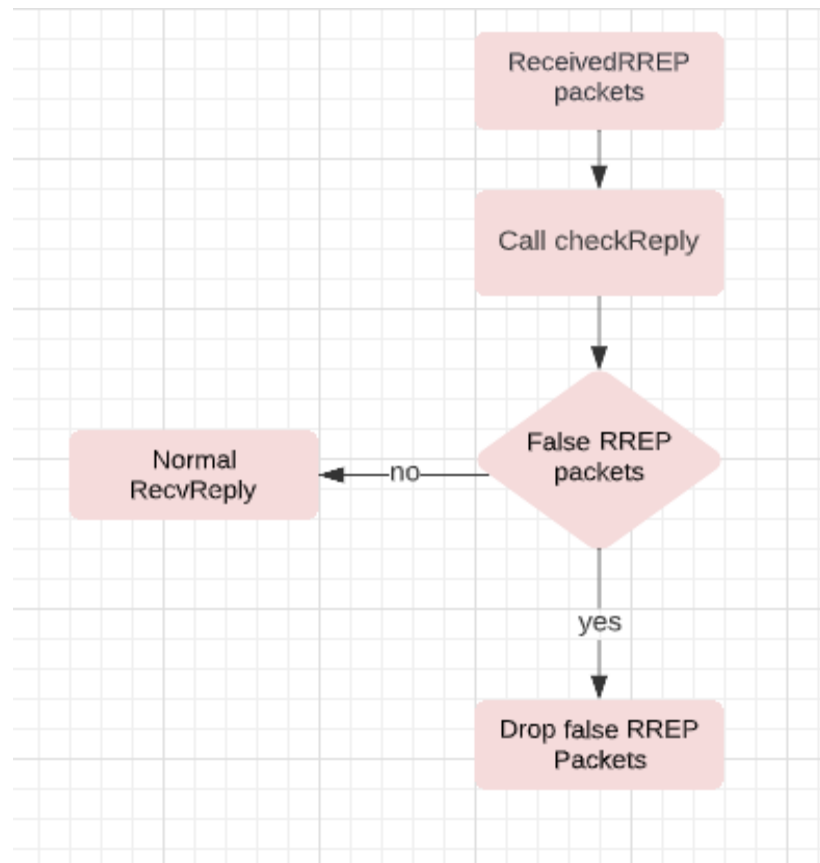 ReceivedRREP
packets
Call checkReply
False RREP
packets
Normal
RecvReply
no
yes
Drop false RREP
Packets